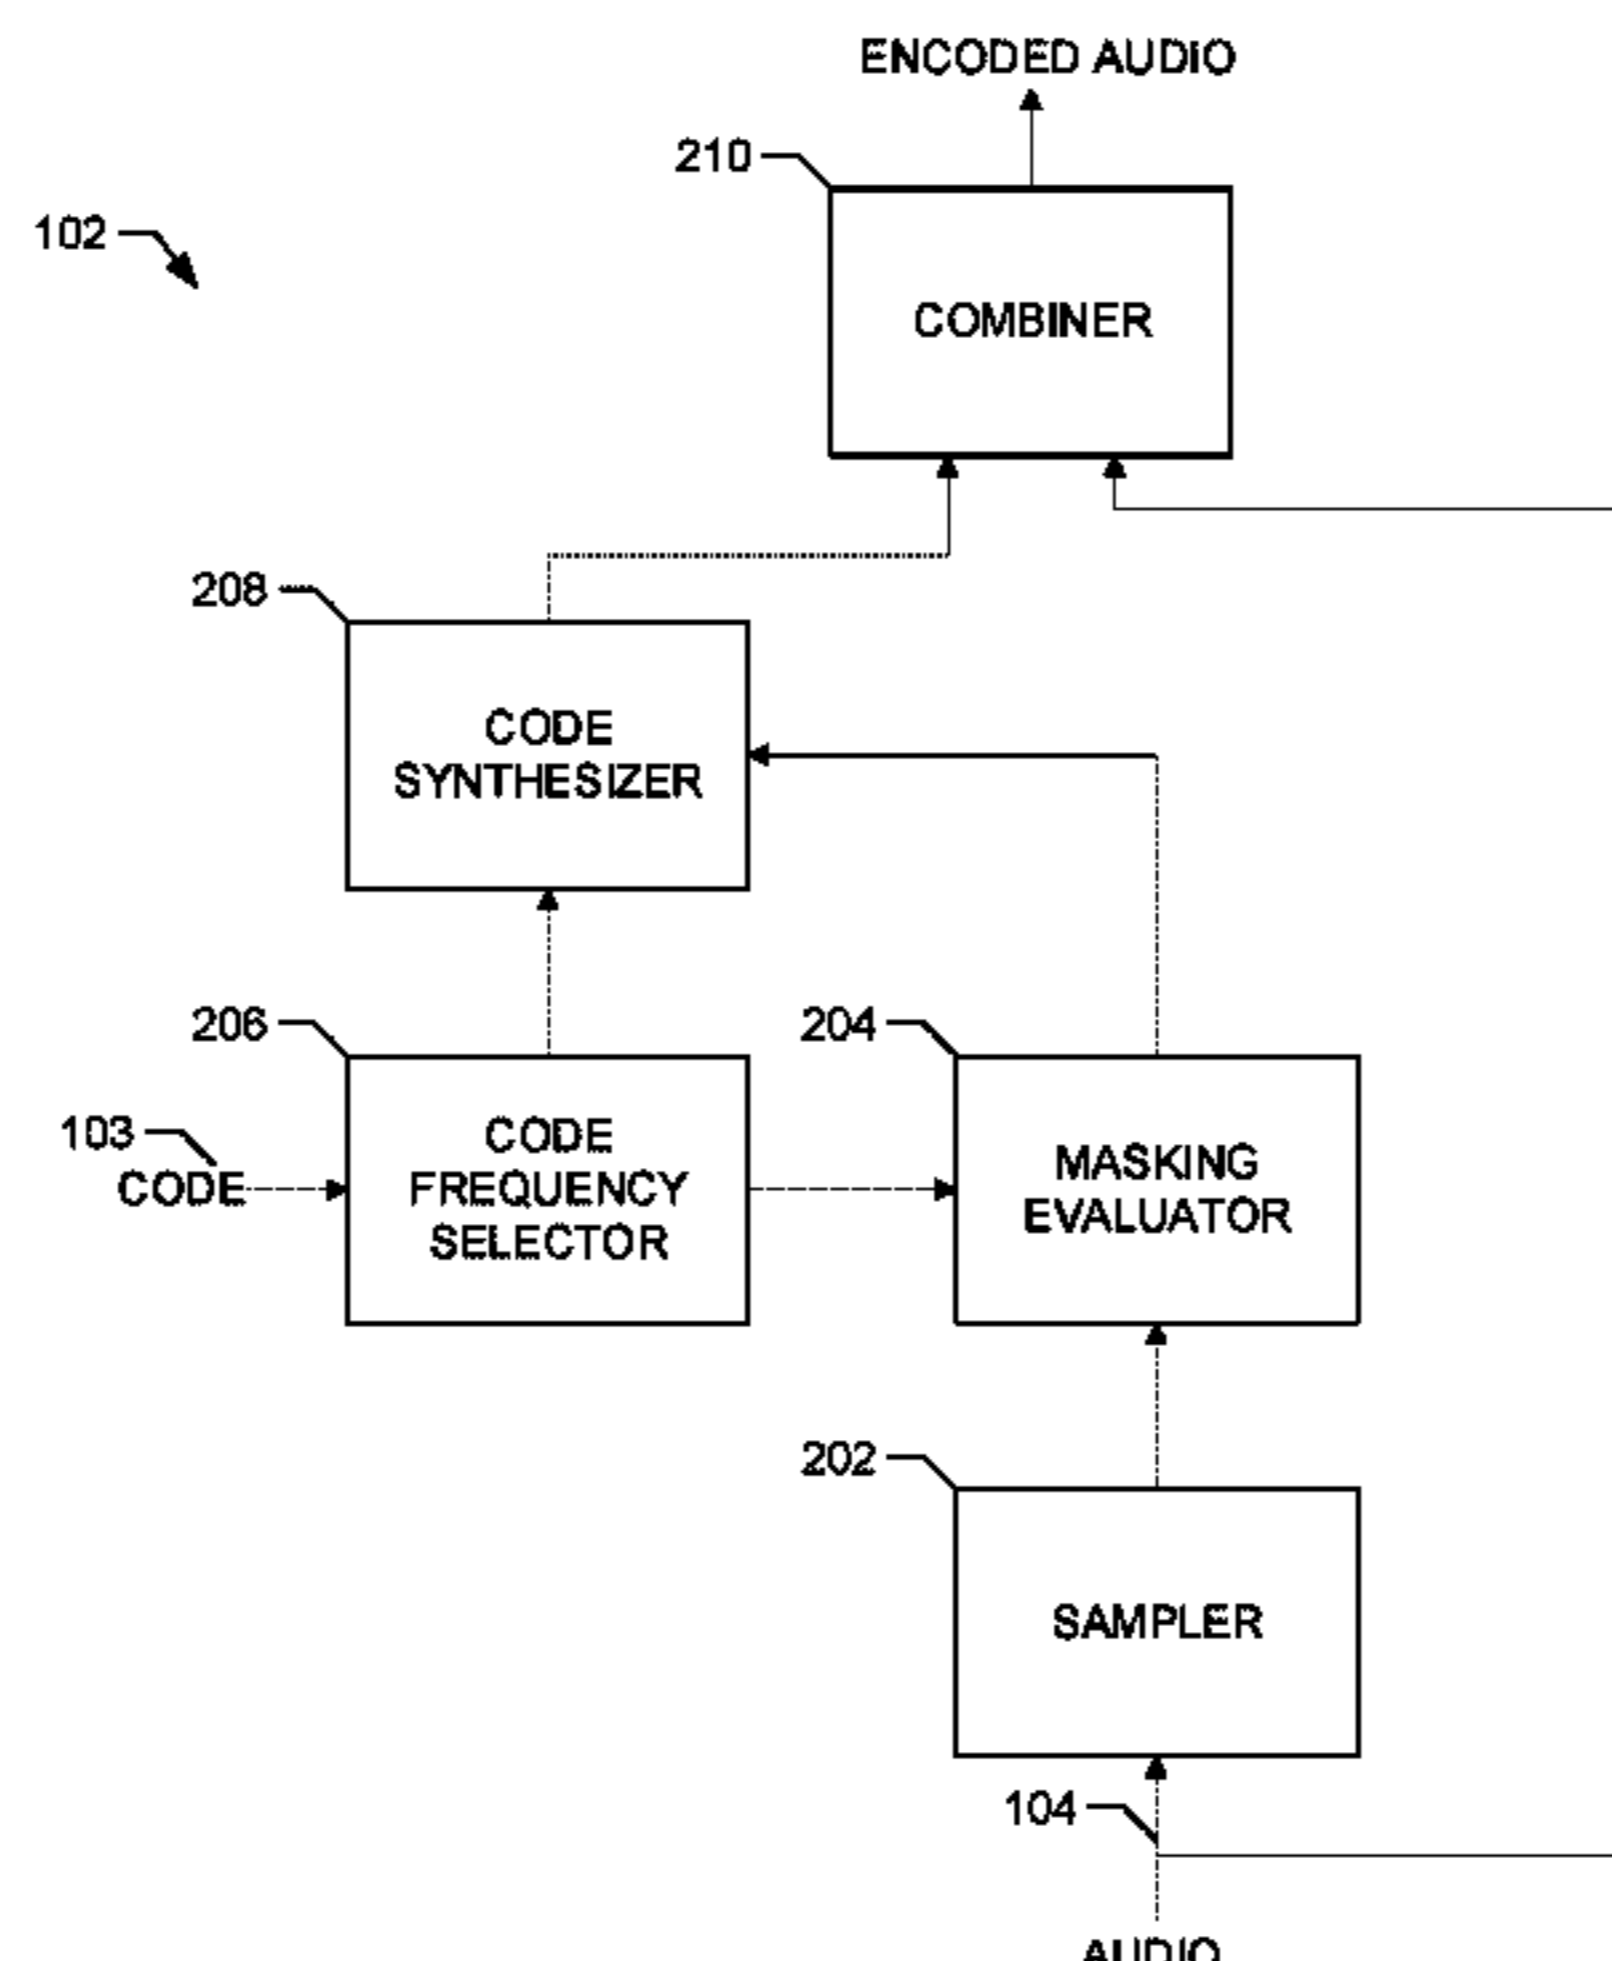 ENCODED AUDIO
210
102
COMBINER
208
CODE
SYNTHESIZER
206
204
103
CODE
CODE
FREQUENCY
SELECTOR
MASKING
EVALUATOR
202
SAMPLER
104
AUDIO